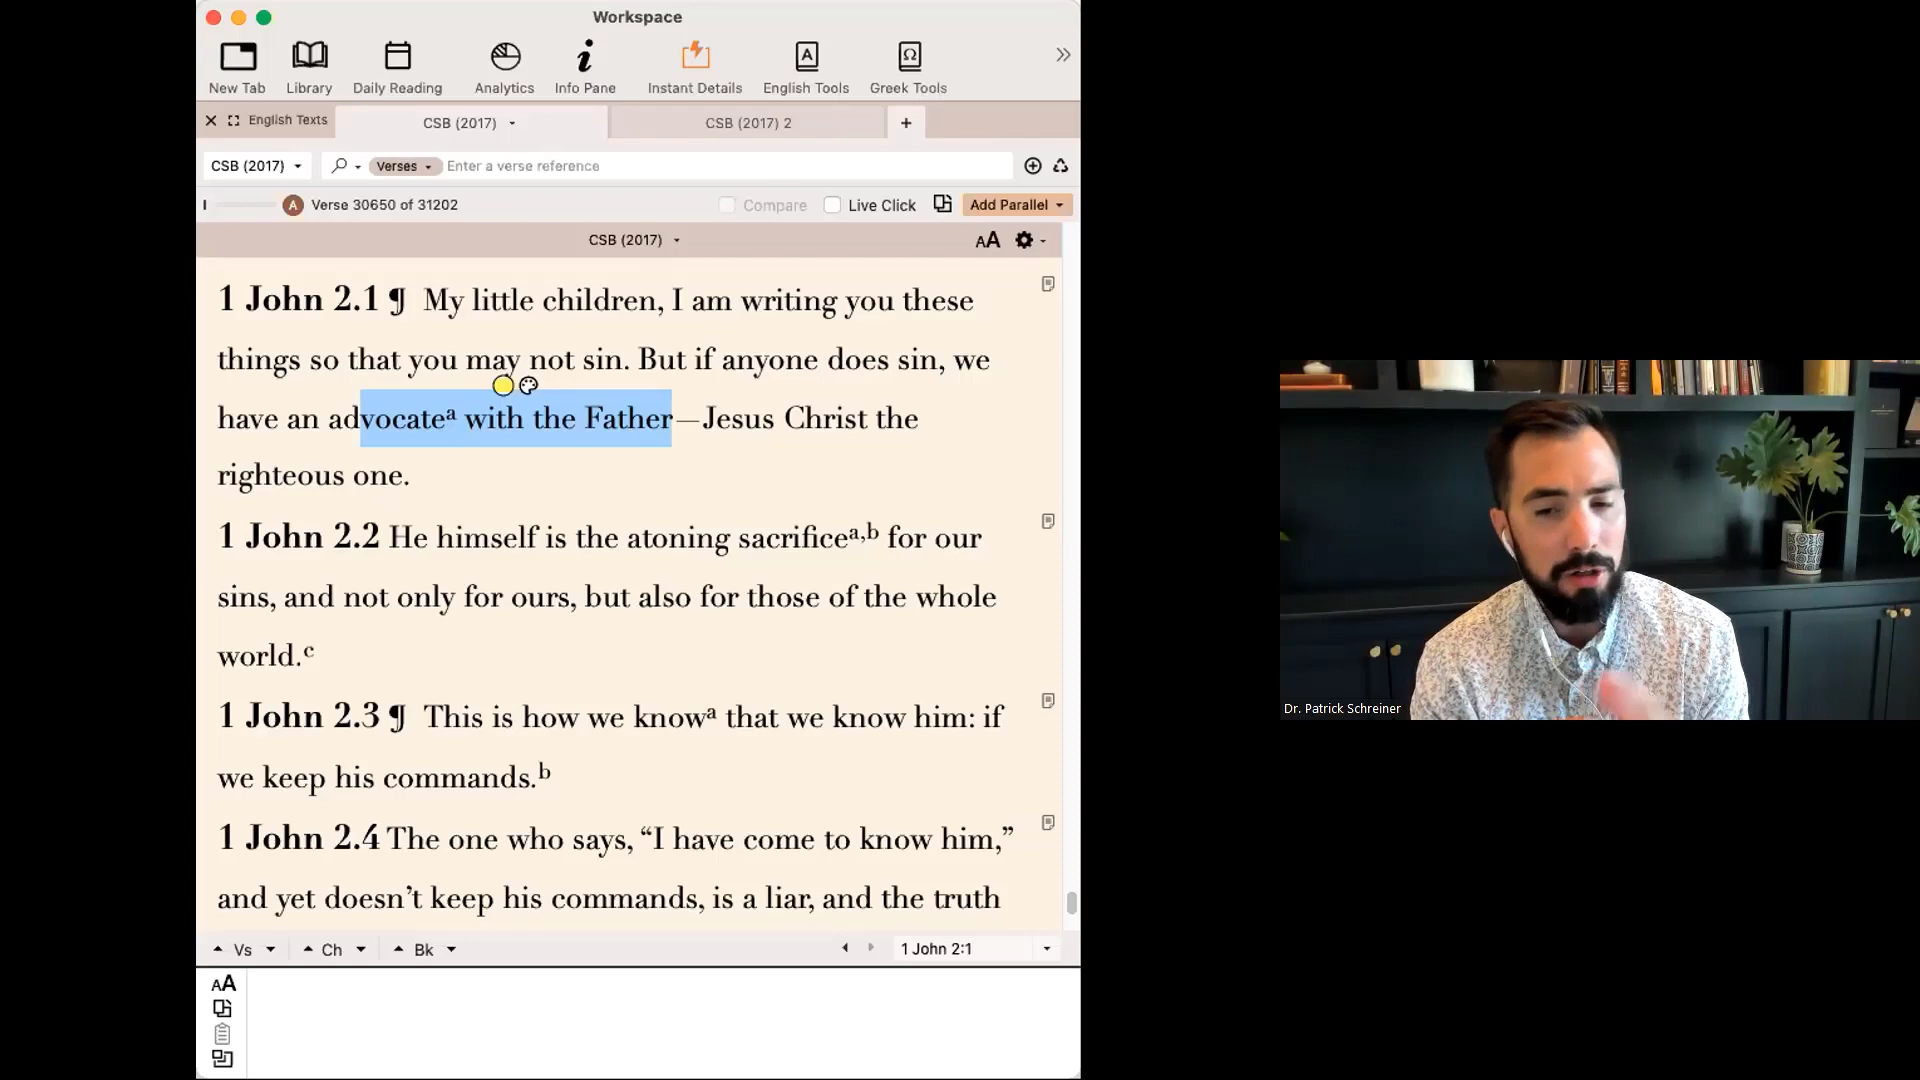 Workspace
New Tab Library Daily Reading Analytics Info Pane Instant Details English Tools Greek Tools
English Texts CSB (2017) CSB (2017) 2
CSB (2017) Verses Enter a verse reference
A Verse 30650 of 31202 Compare Live Click Add Parallel
CSB (2017) AA
1 John 2.1 ¶ My little children, I am writing you these
things so that you may not sin. But if anyone does sin, we
have an advocateᵃ with the Father—Jesus Christ the
righteous one.
1 John 2.2 He himself is the atoning sacrificeᵃ,ᵇ for our
sins, and not only for ours, but also for those of the whole
world.ᶜ
1 John 2.3 ¶ This is how we knowᵃ that we know him: if
we keep his commands.ᵇ
1 John 2.4 The one who says, “I have come to know him,”
and yet doesn’t keep his commands, is a liar, and the truth
Vs Ch Bk 1 John 2:1
AA
Dr. Patrick Schreiner